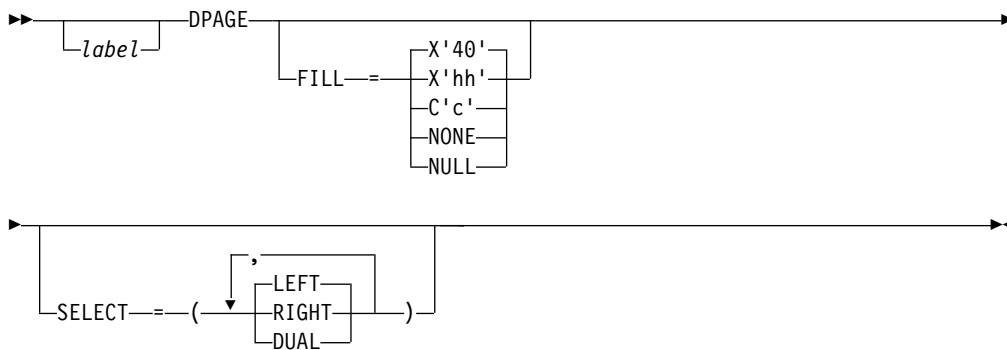 label DPAGE
X'40'
FILL = X'hh'
C'c'
NONE
NULL
,
LEFT
SELECT = ( RIGHT )
DUAL